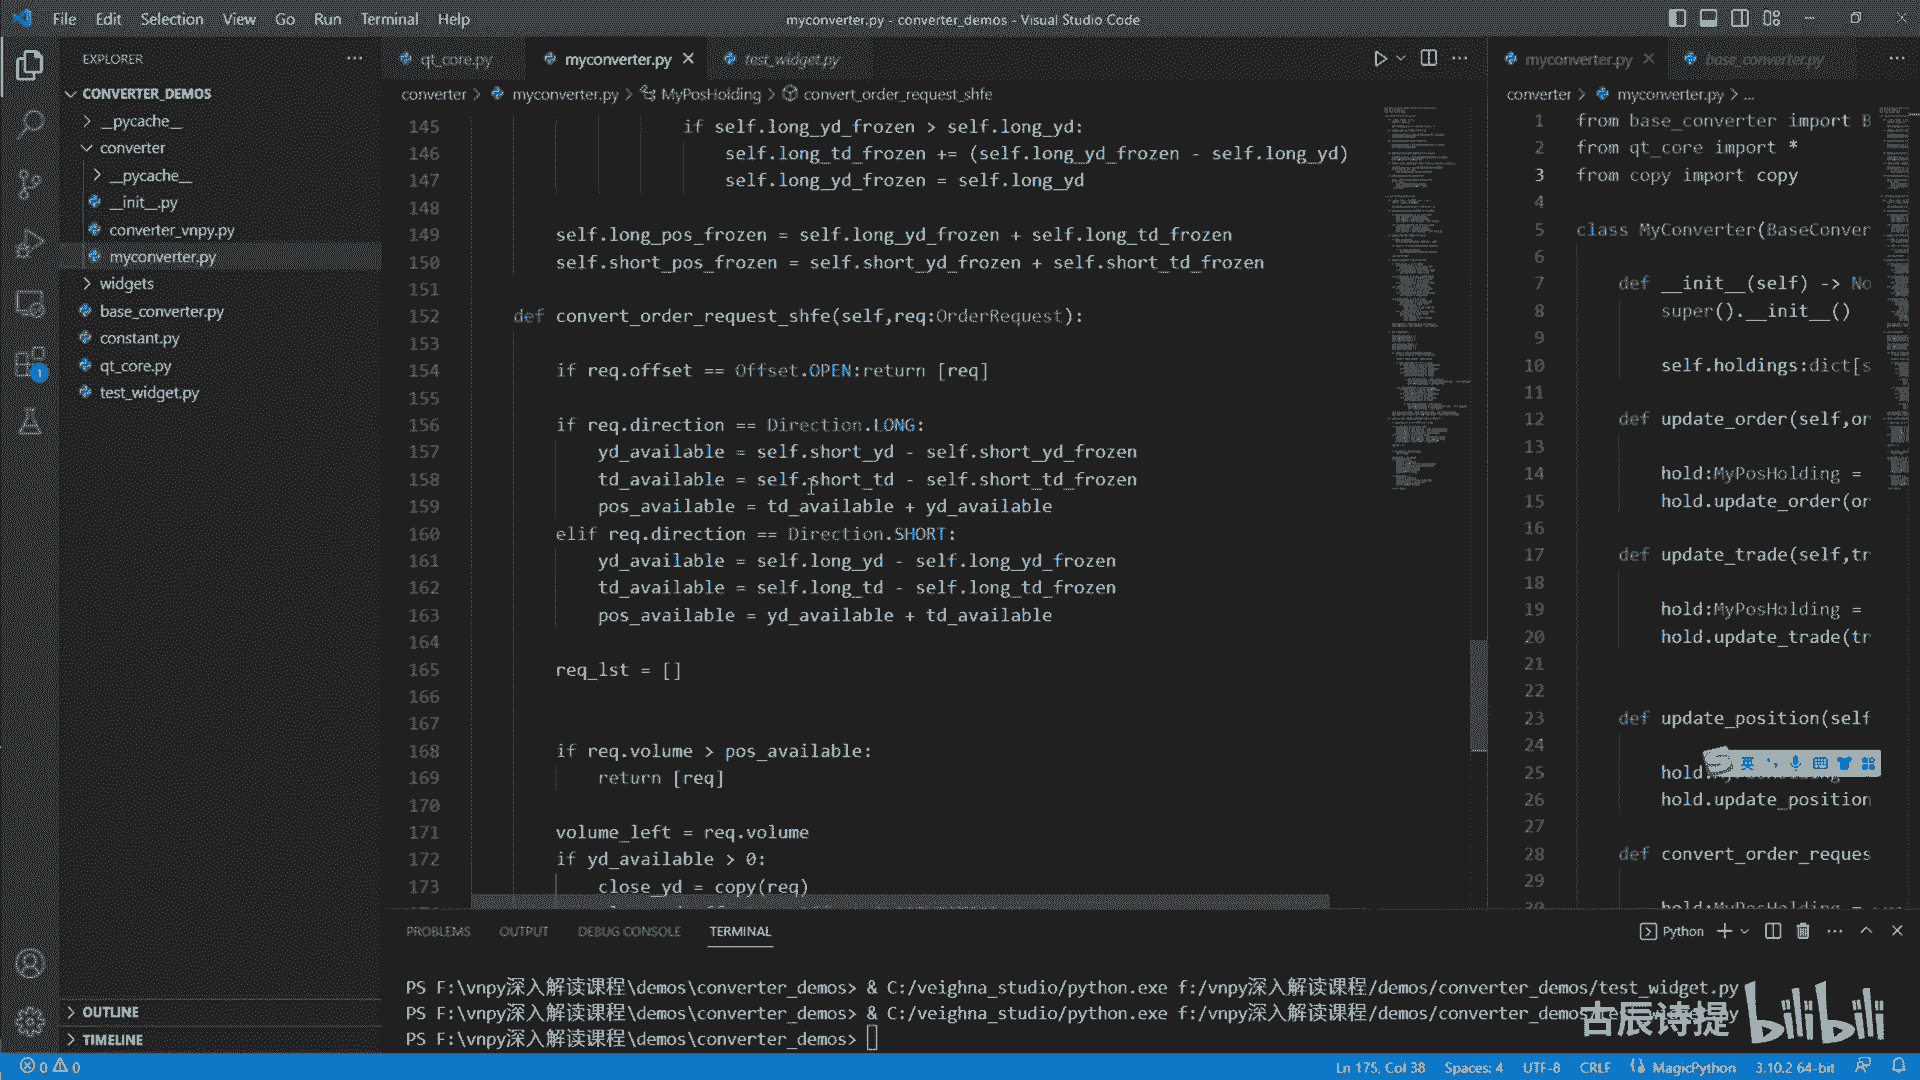 File Edit Selection View Go Run Terminal Help
myconverter.py - converter_demos - Visual Studio Code
EXPLORER
CONVERTER_DEMOS
__pycache__
converter
__pycache__
__init__.py
converter_vnpy.py
myconverter.py
widgets
base_converter.py
constant.py
qt_core.py
test_widget.py
OUTLINE
TIMELINE
1
qt_core.py myconverter.py test_widget.py
converter > myconverter.py > MyPosHolding > convert_order_request_shfe
145 if self.long_yd_frozen > self.long_yd:
146 self.long_td_frozen += (self.long_yd_frozen - self.long_yd)
147 self.long_yd_frozen = self.long_yd
148
149 self.long_pos_frozen = self.long_yd_frozen + self.long_td_frozen
150 self.short_pos_frozen = self.short_yd_frozen + self.short_td_frozen
151
152 def convert_order_request_shfe(self,req:OrderRequest):
153
154 if req.offset == Offset.OPEN:return [req]
155
156 if req.direction == Direction.LONG:
157 yd_available = self.short_yd - self.short_yd_frozen
158 td_available = self.short_td - self.short_td_frozen
159 pos_available = td_available + yd_available
160 elif req.direction == Direction.SHORT:
161 yd_available = self.long_yd - self.long_yd_frozen
162 td_available = self.long_td - self.long_td_frozen
163 pos_available = yd_available + td_available
164
165 req_lst = []
166
167
168 if req.volume > pos_available:
169 return [req]
170
171 volume_left = req.volume
172 if yd_available > 0:
173 close_yd = copy(req)
myconverter.py base_converter.py
converter > myconverter.py > ...
1 from base_converter import B
2 from qt_core import *
3 from copy import copy
4
5 class MyConverter(BaseConver
6
7 def __init__(self) -> No
8 super().__init__()
9
10 self.holdings:dict[s
11
12 def update_order(self,or
13
14 hold:MyPosHolding =
15 hold.update_order(or
16
17 def update_trade(self,tr
18
19 hold:MyPosHolding =
20 hold.update_trade(tr
21
22
23 def update_position(self
24
25 hold
26 hold.update_position
27
28 def convert_order_reques
29
30 hold:MyPosHolding =
英
PROBLEMS OUTPUT DEBUG CONSOLE TERMINAL
Python
PS F:\vnpy深入解读课程\demos\converter_demos> & C:/veighna_studio/python.exe f:/vnpy深入解读课程/demos/converter_demos/test_widget.py
PS F:\vnpy深入解读课程\demos\converter_demos> & C:/veighna_studio/python.exe f:/vnpy深入解读课程/demos/converter_demos/test_widget.py
PS F:\vnpy深入解读课程\demos\converter_demos>
古辰诗提 bilibili
0 0 Ln 175, Col 38 Spaces: 4 UTF-8 CRLF MagicPython 3.10.2 64-bit